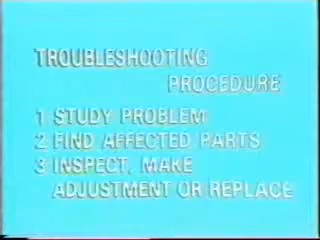 TROUBLESHOOTING
PROCEDURE
1 STUDY PROBLEM
2 FIND AFFECTED PARTS
3 INSPECT, MAKE
ADJUSTMENT OR REPLACE